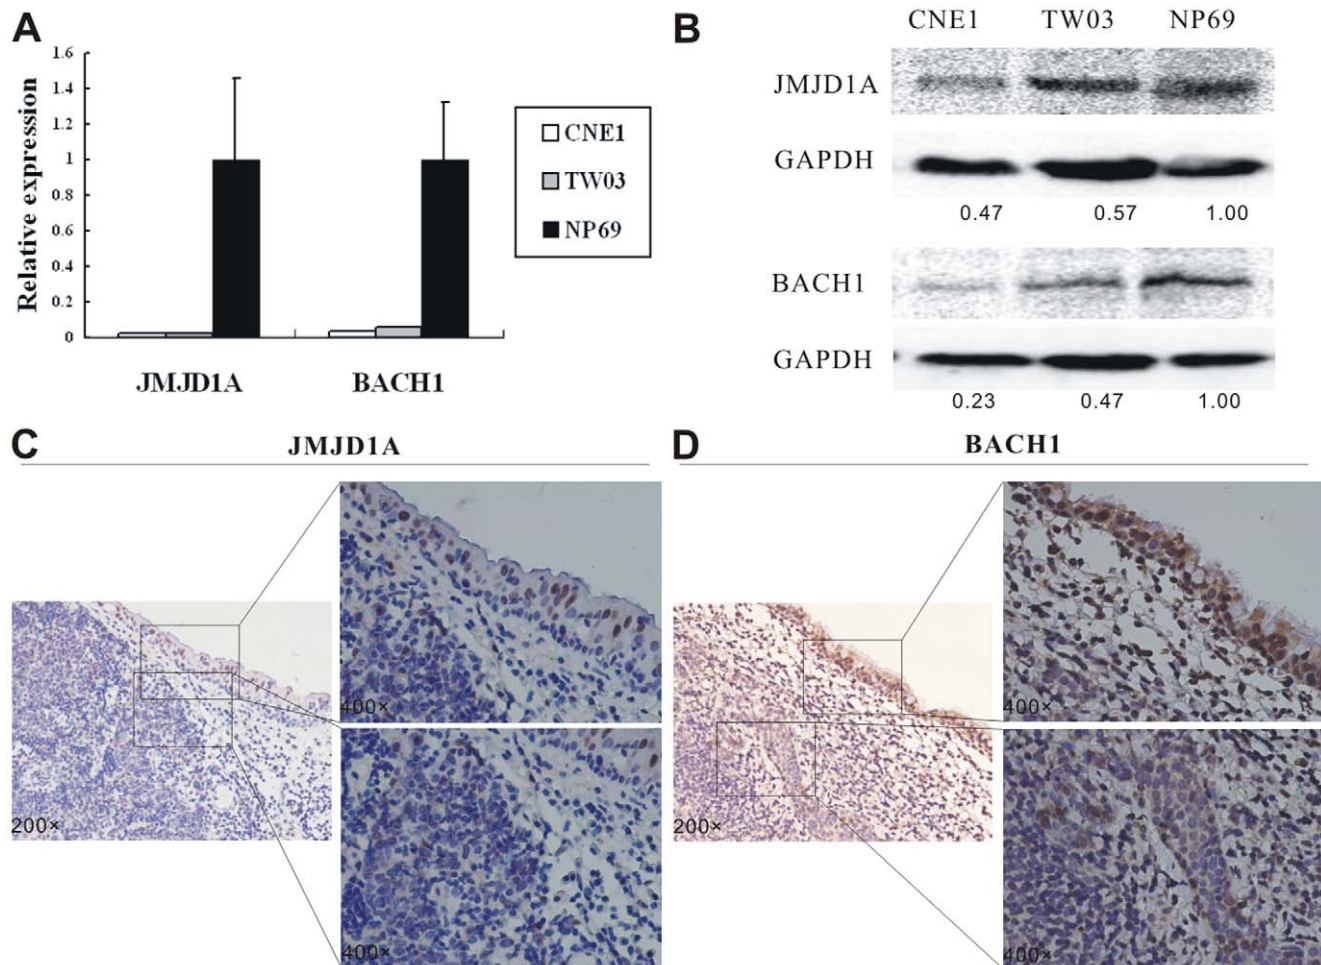 A
1.6
1.4
1.2
1
0.8
0.6
0.4
0.2
0
Relative expression
JMJD1A BACH1
CNE1
TW03
NP69
B
CNE1 TW03 NP69
JMJD1A
GAPDH
0.47 0.57 1.00
BACH1
GAPDH
0.23 0.47 1.00
C JMJD1A
200×
400×
400×
D BACH1
200×
400×
400×